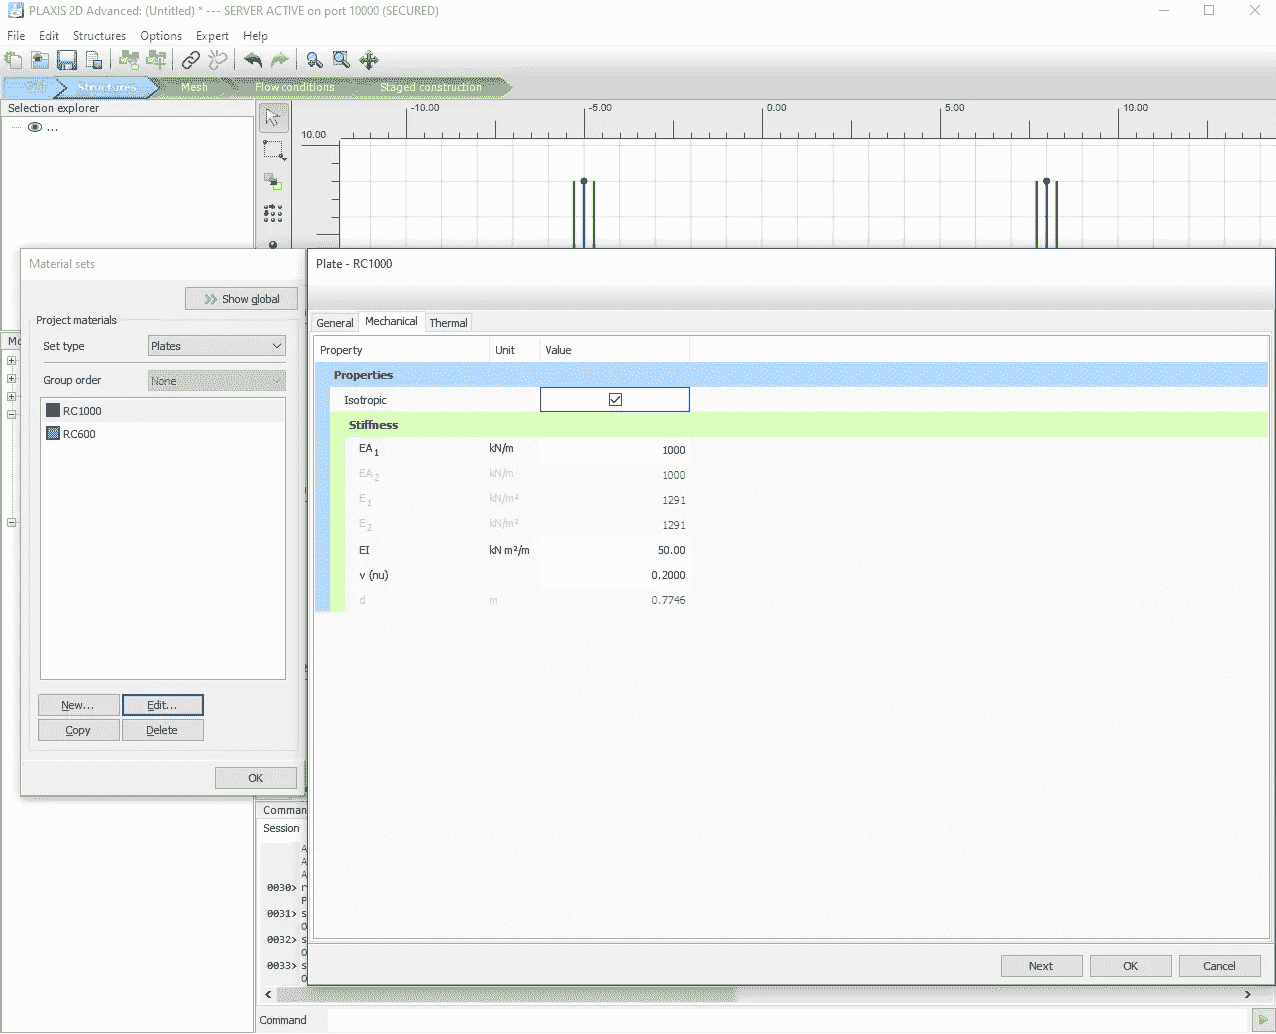 PLAXIS 2D Advanced: (Untitled) * --- SERVER ACTIVE on port 10000 (SECURED)
File Edit Structures Options Expert Help
Soil Structures Mesh Flow conditions Staged construction
Selection explorer
...
-10.00 -5.00 0.00 5.00 10.00
10.00
Material sets
Show global
Project materials
Set type Plates
Group order None
RC1000
RC600
New... Edit...
Copy Delete
OK
Mo
Plate - RC1000
General Mechanical Thermal
Property Unit Value
Properties
Isotropic
Stiffness
EA1 kN/m 1000
EA2 kN/m 1000
E1 kN/m² 1291
E2 kN/m² 1291
EI kN m²/m 50.00
v (nu) 0.2000
d m 0.7746
Next OK Cancel
Comman
Session
A
A
A
0030> r
P
0031> s
O
0032> s
O
0033> s
O
Command